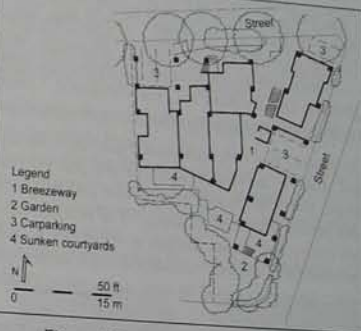 Street
3
3
1
3
Street
4
4
4
2
Legend
1 Breezeway
2 Garden
3 Carparking
4 Sunken courtyards
N
50 ft
0
15 m